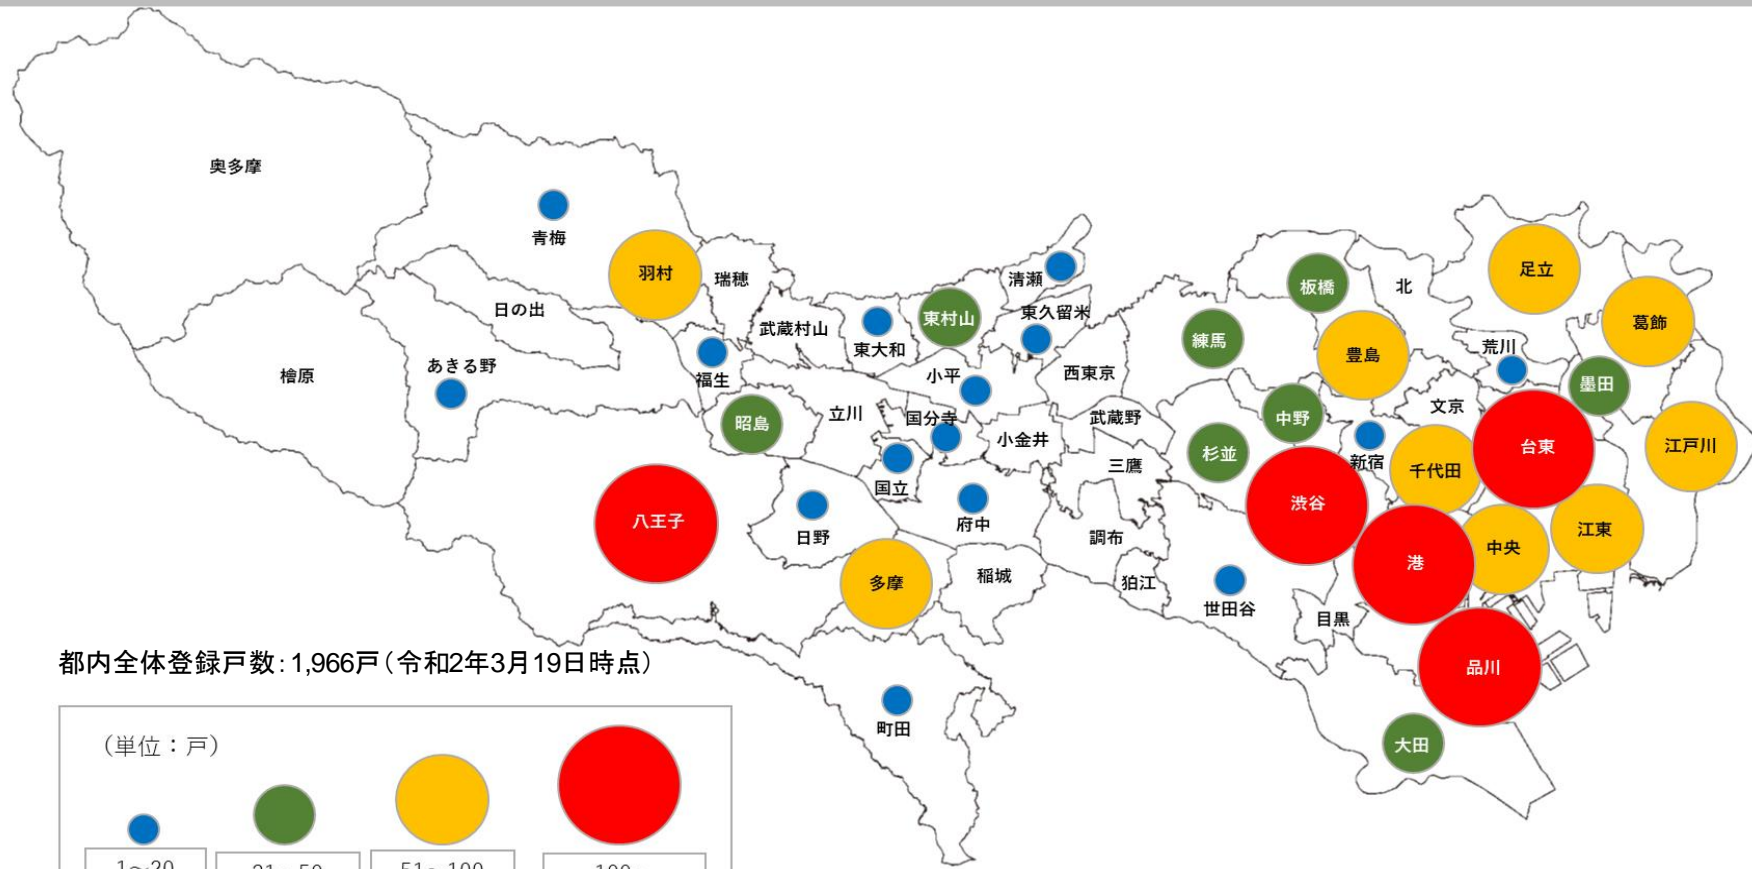 奥多摩
青梅
羽村
瑞穂
日の出
武蔵村山
東大和
東村山
清瀬
東久留米
檜原
あきる野
福生
昭島
立川
小平
西東京
国分寺
小金井
武蔵野
三鷹
国立
府中
八王子
日野
調布
狛江
多摩
稲城
町田
板橋
北
足立
葛飾
練馬
豊島
荒川
墨田
中野
文京
杉並
新宿
千代田
台東
江戸川
渋谷
港
中央
江東
世田谷
目黒
品川
大田
都内全体登録戸数：1,966戸（令和2年3月19日時点）
（単位：戸）
1～20
21～50
51～100
100～